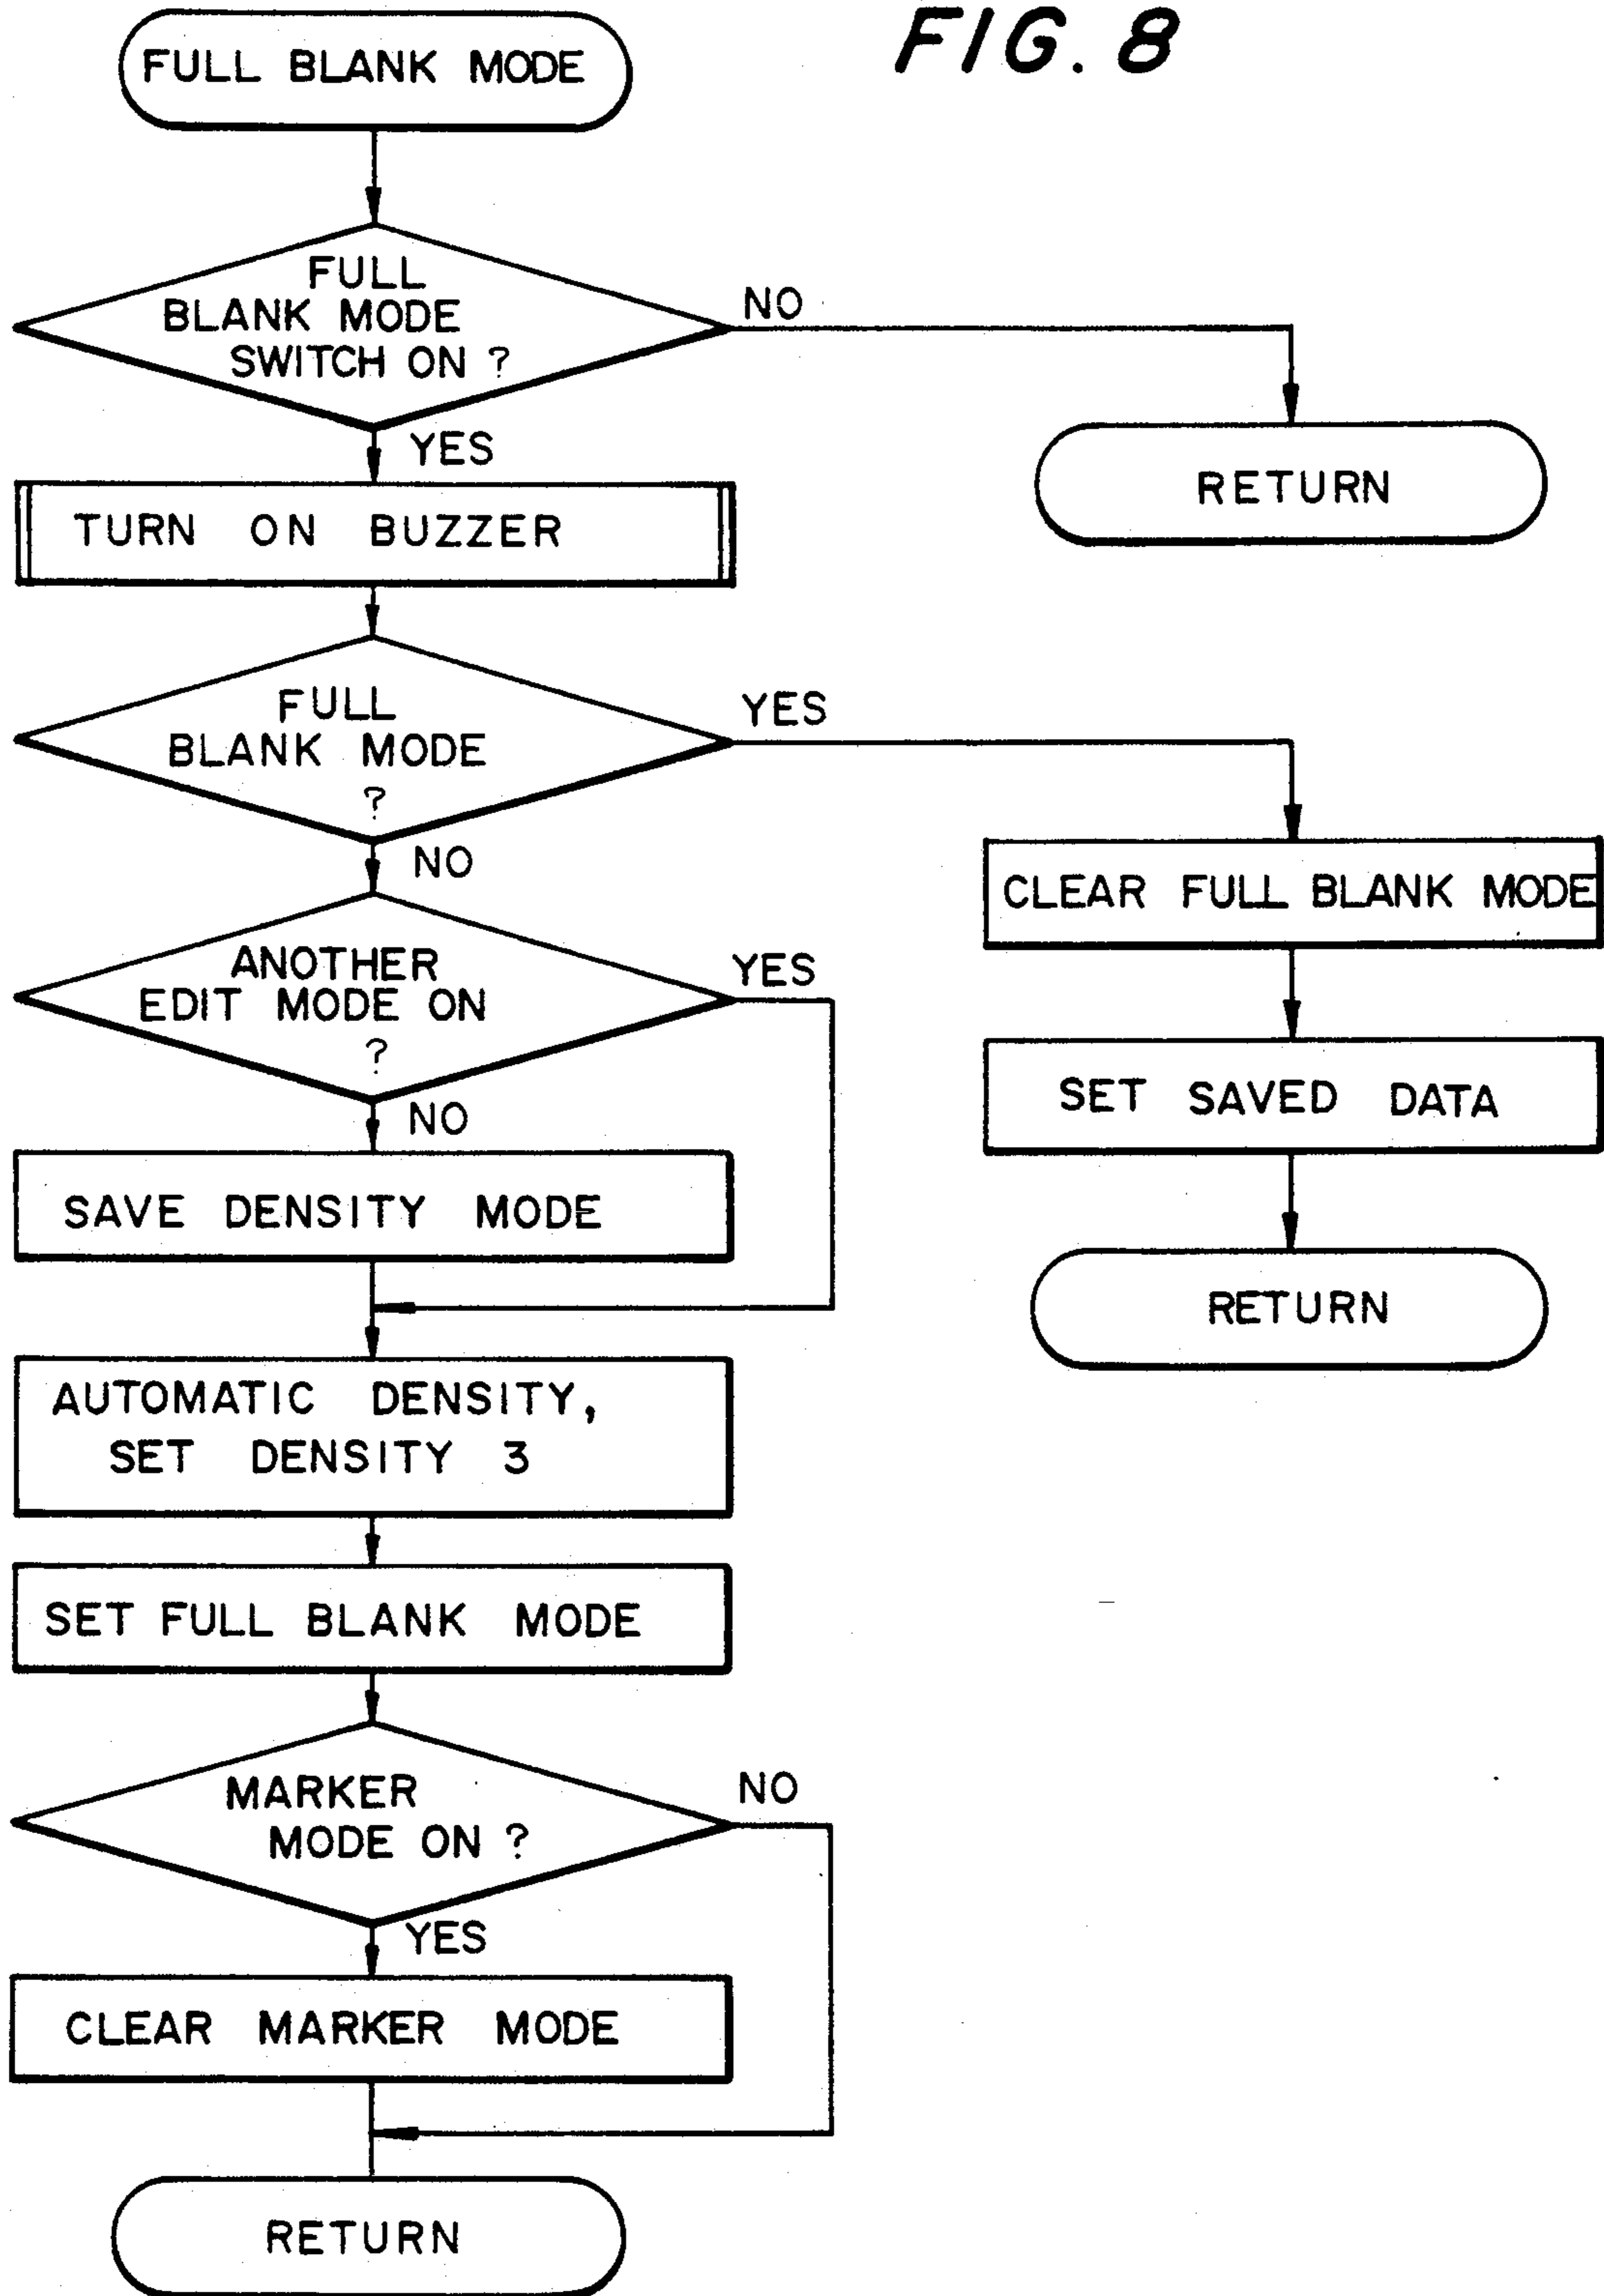 FIG. 8
FULL BLANK MODE
FULL
BLANK MODE
SWITCH ON ?
NO
YES
RETURN
TURN ON BUZZER
FULL
BLANK MODE
?
YES
NO
CLEAR FULL BLANK MODE
ANOTHER
EDIT MODE ON
?
YES
NO
SET SAVED DATA
SAVE DENSITY MODE
RETURN
AUTOMATIC DENSITY,
SET DENSITY 3
SET FULL BLANK MODE
MARKER
MODE ON ?
NO
YES
CLEAR MARKER MODE
RETURN